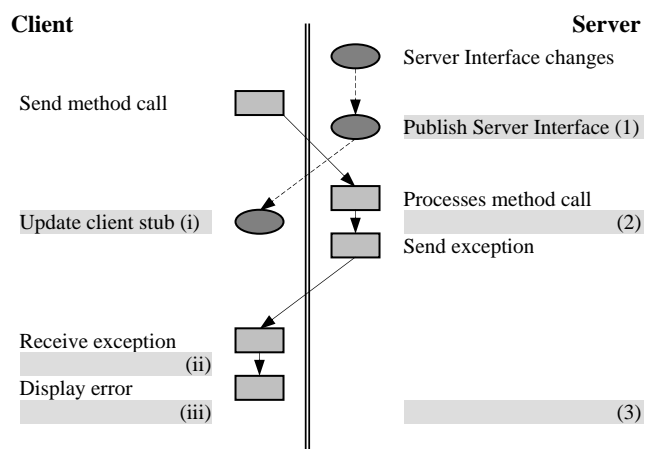 Client
Server
Server Interface changes
Send method call
Publish Server Interface (1)
Processes method call
Update client stub (i)
(2)
Send exception
Receive exception
(ii)
Display error
(iii)
(3)